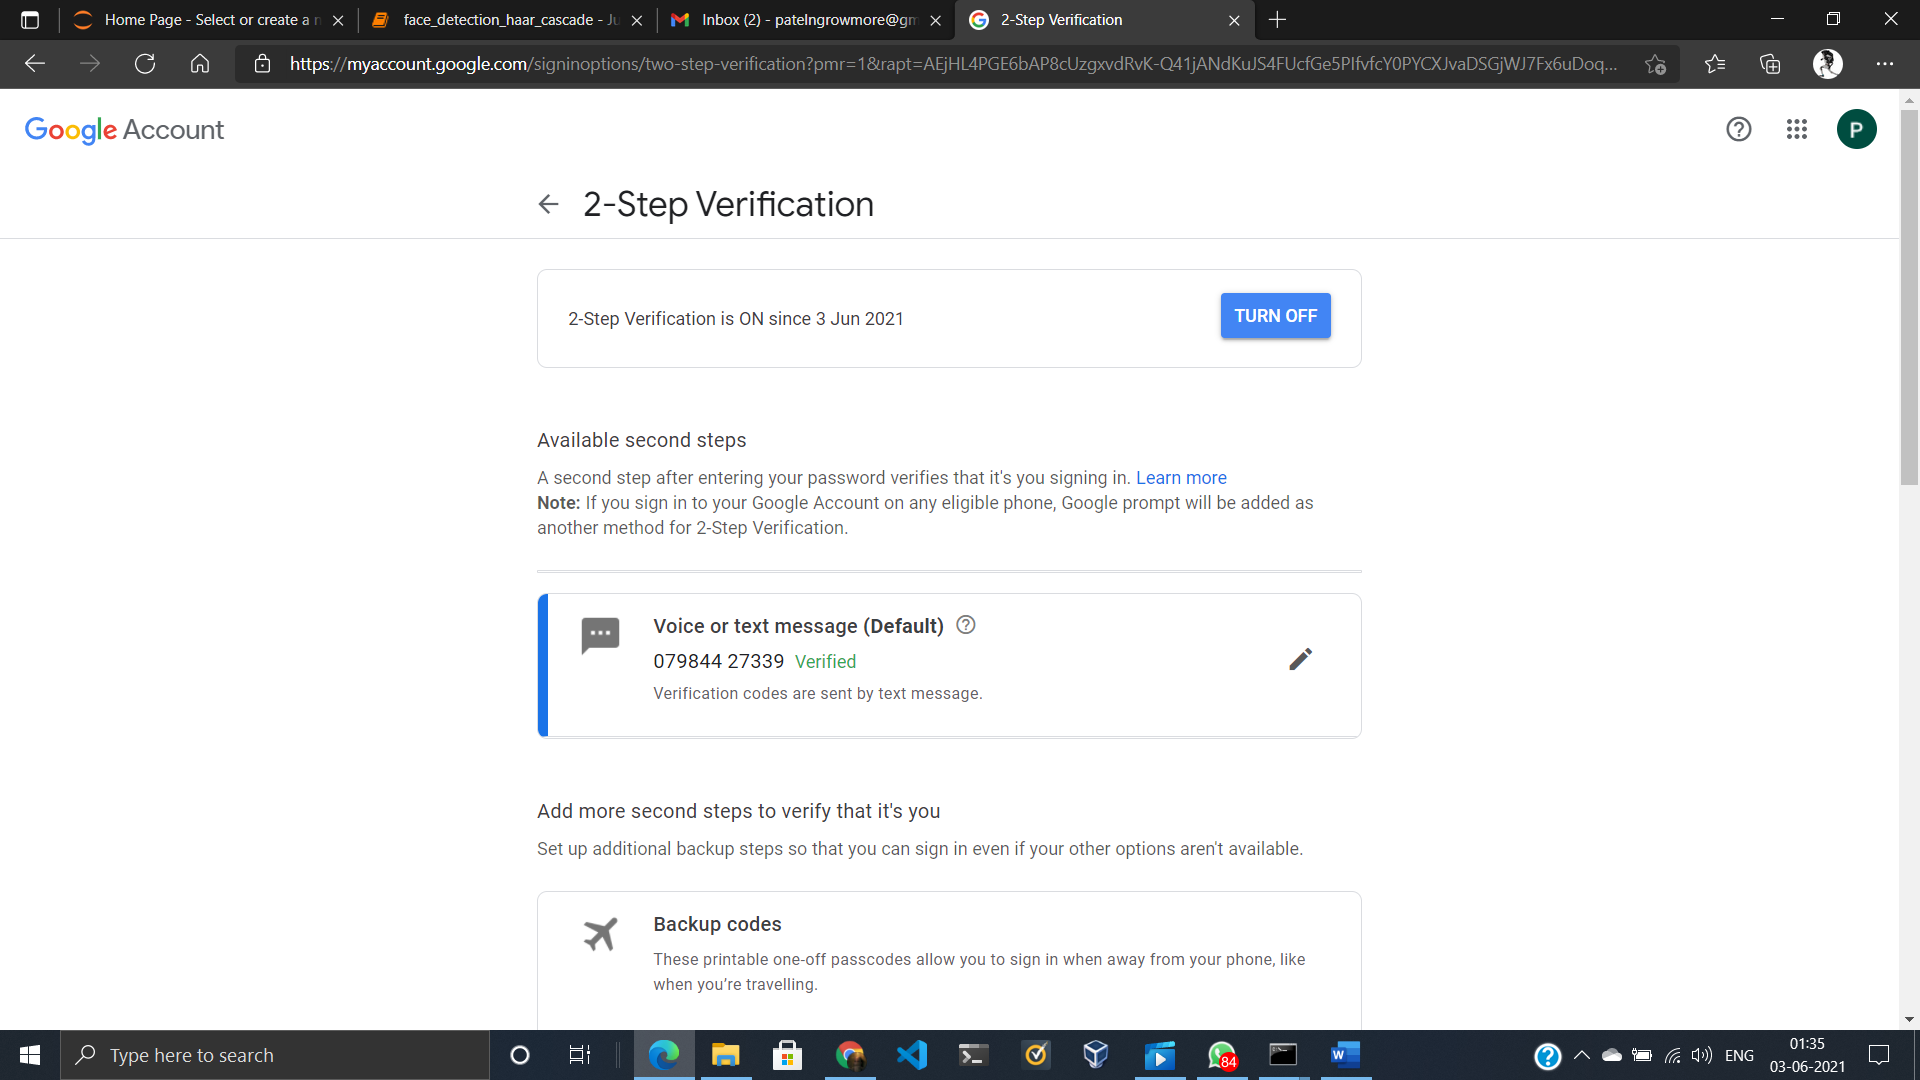 Home Page - Select or create a n
face_detection_haar_cascade - Ju
Inbox (2) - patelngrowmore@gm
2-Step Verification
https://myaccount.google.com/signinoptions/two-step-verification?pmr=1&rapt=AEjHL4PGE6bAP8cUzgxvdRvK-Q41jANdKuJS4FUcfGe5PIfvfcY0PYCXJvaDSGjWJ7Fx6uDoq...
Google Account
P
2-Step Verification
2-Step Verification is ON since 3 Jun 2021
TURN OFF
Available second steps
A second step after entering your password verifies that it's you signing in. Learn more
Note: If you sign in to your Google Account on any eligible phone, Google prompt will be added as
another method for 2-Step Verification.
Voice or text message (Default)
079844 27339 Verified
Verification codes are sent by text message.
Add more second steps to verify that it's you
Set up additional backup steps so that you can sign in even if your other options aren't available.
Backup codes
These printable one-off passcodes allow you to sign in when away from your phone, like
when you're travelling.
Type here to search
84
ENG
01:35
03-06-2021